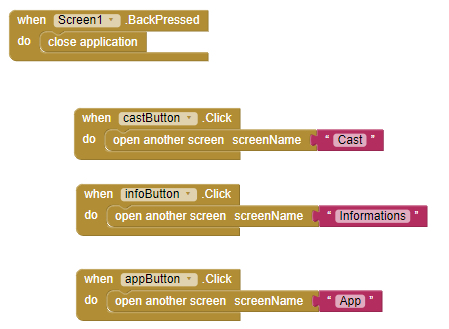 when Screen1 .BackPressed
do close application
when castButton .Click
do open another screen screenName " Cast "
when infoButton .Click
do open another screen screenName " Informations "
when appButton .Click
do open another screen screenName " App "